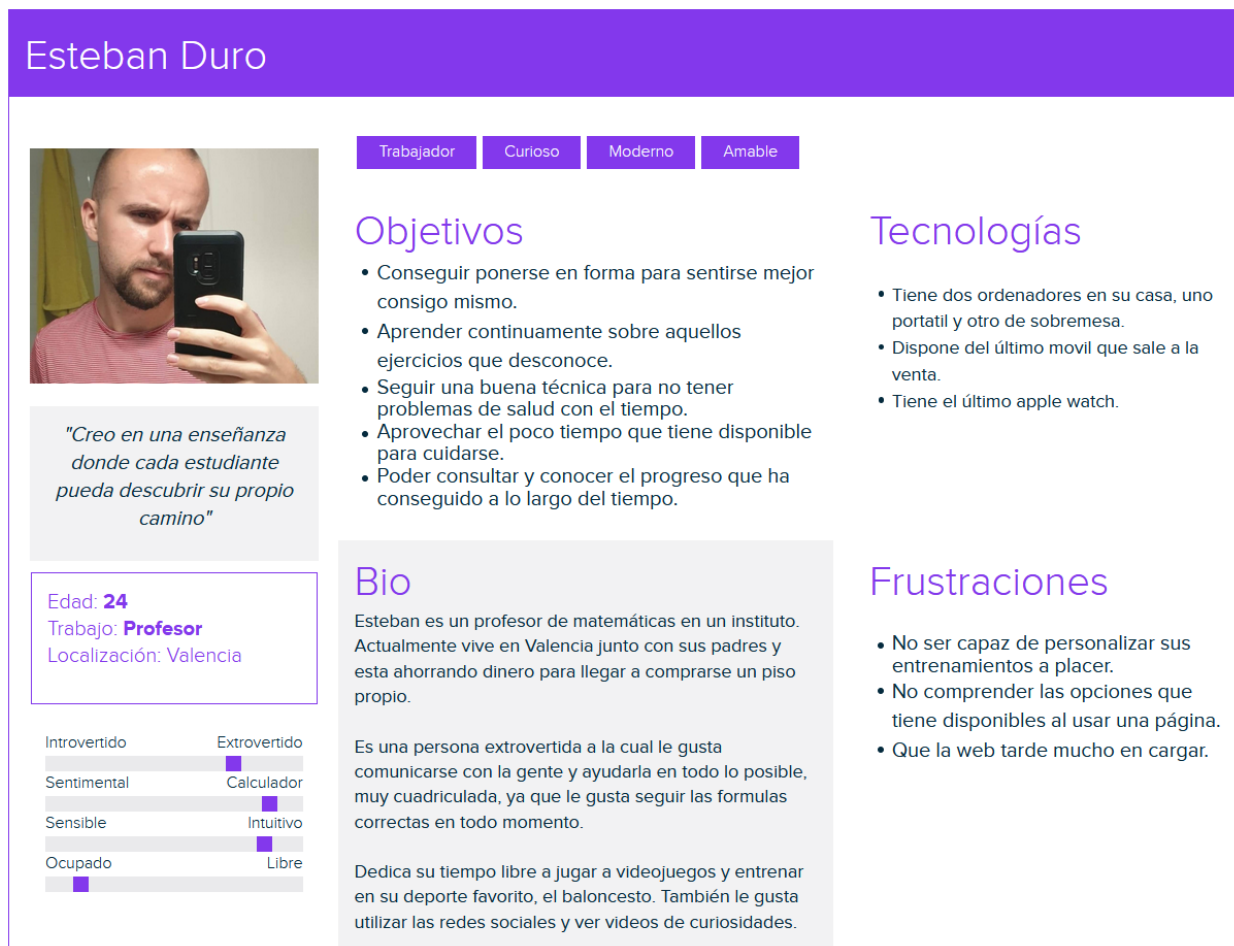 Esteban Duro
Trabajador
Curioso
Moderno
Amable
"Creo en una enseñanza
donde cada estudiante
pueda descubrir su propio
camino"
Edad: 24
Trabajo: Profesor
Localización: Valencia
Introvertido Extrovertido
Sentimental Calculador
Sensible Intuitivo
Ocupado Libre
Objetivos
• Conseguir ponerse en forma para sentirse mejor
consigo mismo.
• Aprender continuamente sobre aquellos
ejercicios que desconoce.
• Seguir una buena técnica para no tener
problemas de salud con el tiempo.
• Aprovechar el poco tiempo que tiene disponible
para cuidarse.
• Poder consultar y conocer el progreso que ha
conseguido a lo largo del tiempo.
Bio
Esteban es un profesor de matemáticas en un instituto.
Actualmente vive en Valencia junto con sus padres y
esta ahorrando dinero para llegar a comprarse un piso
propio.
Es una persona extrovertida a la cual le gusta
comunicarse con la gente y ayudarla en todo lo posible,
muy cuadriculada, ya que le gusta seguir las formulas
correctas en todo momento.
Dedica su tiempo libre a jugar a videojuegos y entrenar
en su deporte favorito, el baloncesto. También le gusta
utilizar las redes sociales y ver videos de curiosidades.
Tecnologías
• Tiene dos ordenadores en su casa, uno
portatil y otro de sobremesa.
• Dispone del último movil que sale a la
venta.
• Tiene el último apple watch.
Frustraciones
• No ser capaz de personalizar sus
entrenamientos a placer.
• No comprender las opciones que
tiene disponibles al usar una página.
• Que la web tarde mucho en cargar.